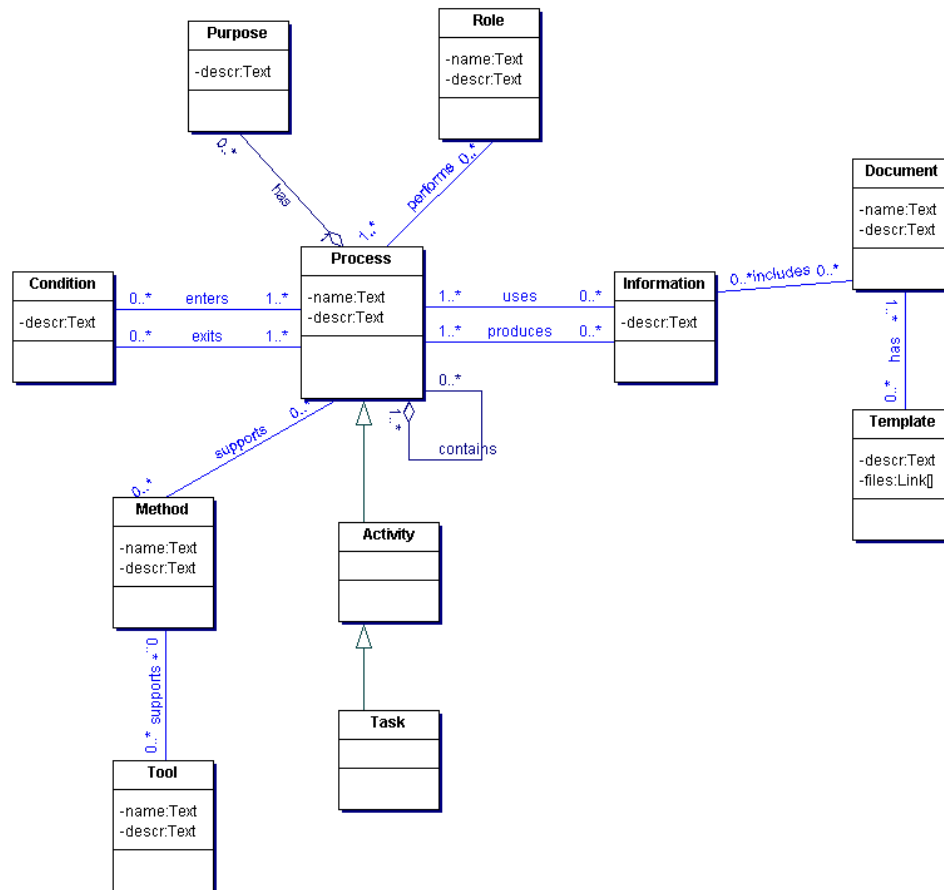 Purpose
-descr:Text
Role
-name:Text
-descr:Text
0..*
has
1
performs 0..*
1..*
Document
-name:Text
-descr:Text
Process
-name:Text
-descr:Text
Condition
-descr:Text
0..* enters 1..*
0..* exits 1..*
1..* uses 0..*
1..* produces 0..*
Information
-descr:Text
0..*includes 0..*
1..*
has
0..*
0..*
1..*
contains
0..*
supports
0..*
Template
-descr:Text
-files:Link[]
Method
-name:Text
-descr:Text
Activity
0..* supports 0..*
Task
Tool
-name:Text
-descr:Text